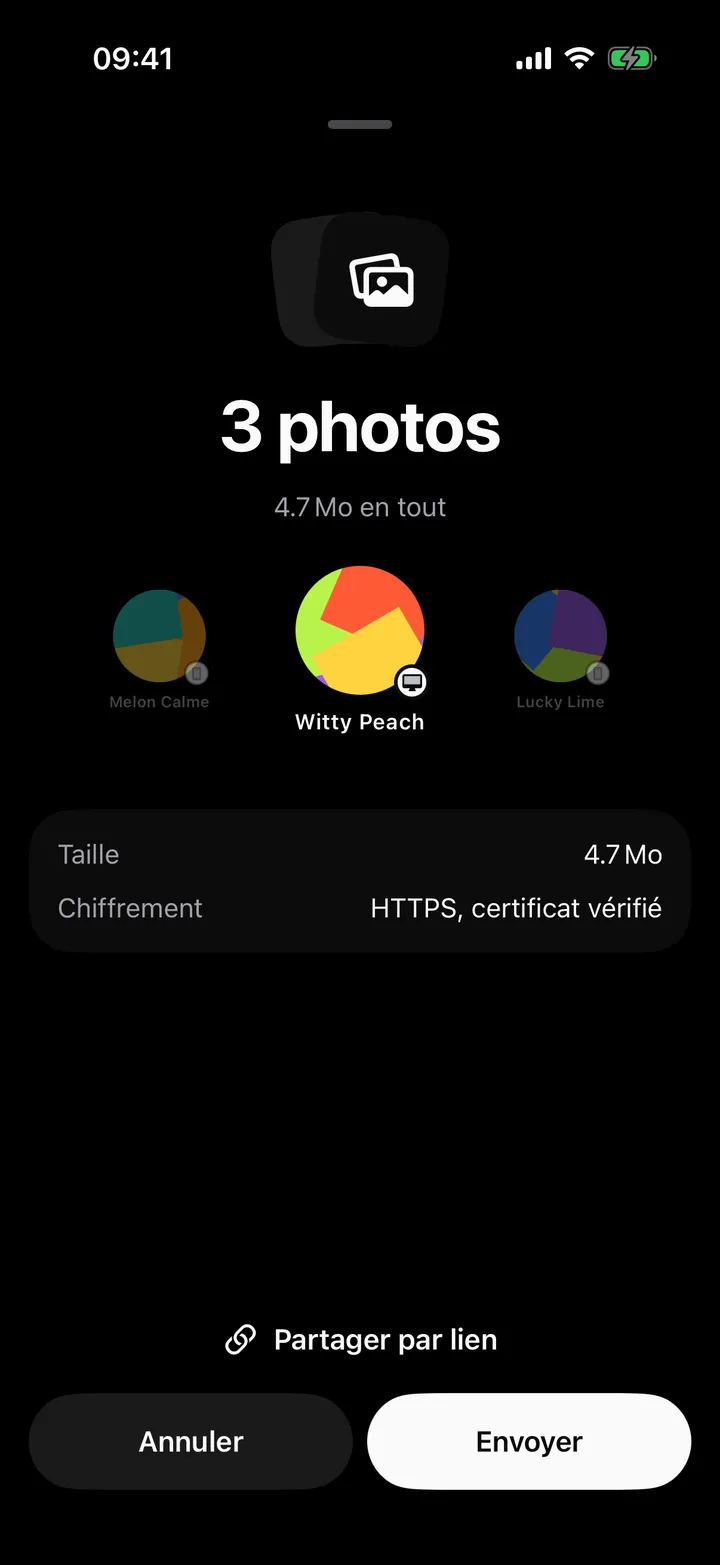 09:41
3 photos
4.7 Mo en tout
Melon Calme
Witty Peach
Lucky Lime
Taille
4.7 Mo
Chiffrement
HTTPS, certificat vérifié
Partager par lien
Annuler
Envoyer